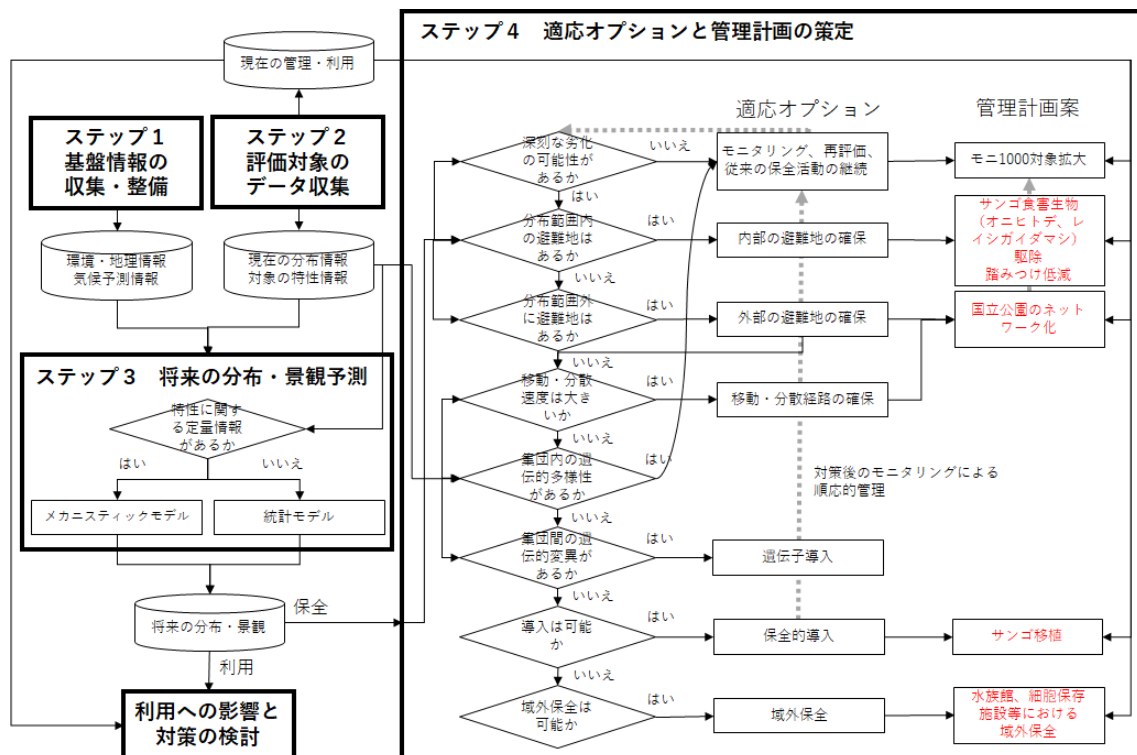 ステップ４　適応オプションと管理計画の策定
現在の管理・利用
ステップ１
基盤情報の
収集・整備
ステップ２
評価対象の
データ収集
環境・地理情報
気候予測情報
現在の分布情報
対象の特性情報
ステップ３　将来の分布・景観予測
特性に関す
る定量情報
があるか
はい
いいえ
メカニスティックモデル
統計モデル
将来の分布・景観
保全
利用
利用への影響と
対策の検討
適応オプション
管理計画案
深刻な劣化
の可能性が
あるか
いいえ
はい
モニタリング、再評価、
従来の保全活動の継続
モニ1000対象拡大
分布範囲内
の避難地は
あるか
はい
いいえ
内部の避難地の確保
サンゴ食害生物
（オニヒトデ、レ
イシガイダマシ）
駆除
踏みつけ低減
分布範囲外
に避難地は
あるか
はい
いいえ
外部の避難地の確保
国立公園のネット
ワーク化
移動・分散
速度は大き
いか
はい
いいえ
移動・分散経路の確保
集団内の遺
伝的多様性
があるか
はい
いいえ
対策後のモニタリングによる
順応的管理
集団間の遺
伝的変異が
あるか
はい
いいえ
遺伝子導入
導入は可能
か
はい
いいえ
保全的導入
サンゴ移植
域外保全は
可能か
はい
域外保全
水族館、細胞保存
施設等における
域外保全